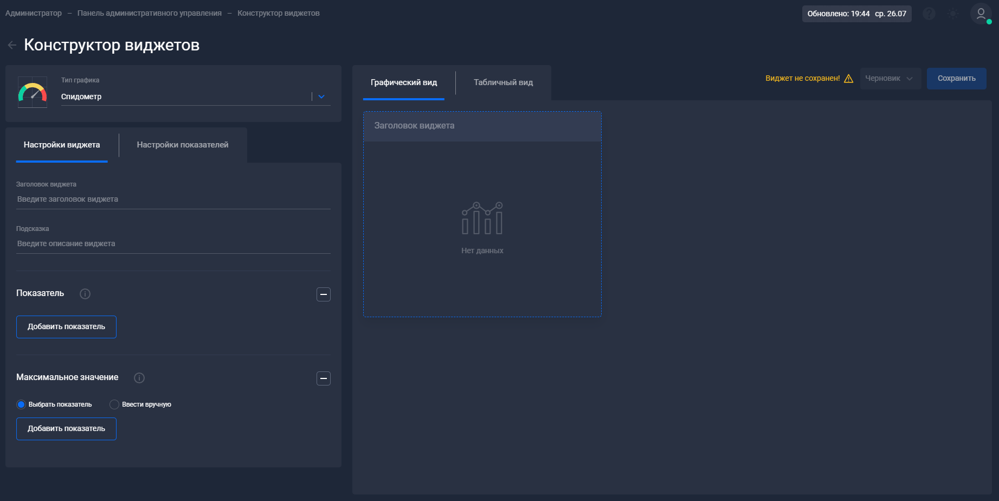 Администратор – Панель административного управления – Конструктор виджетов
Обновлено: 19:44 ср. 26.07
Конструктор виджетов
Тип графика
Спидометр
Настройки виджета
Настройки показателей
Заголовок виджета
Введите заголовок виджета
Подсказка
Введите описание виджета
Показатель
Добавить показатель
Максимальное значение
Выбрать показатель
Ввести вручную
Добавить показатель
Графический вид
Табличный вид
Виджет не сохранен!
Черновик
Сохранить
Заголовок виджета
Нет данных